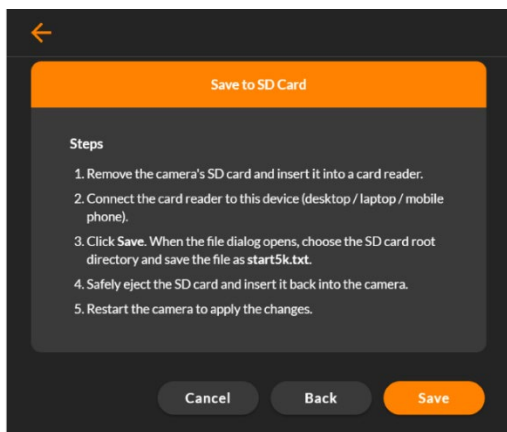 Save to SD Card
Steps
1. Remove the camera's SD card and insert it into a card reader.
2. Connect the card reader to this device (desktop / laptop / mobile
phone).
3. Click Save. When the file dialog opens, choose the SD card root
directory and save the file as start5k.txt.
4. Safely eject the SD card and insert it back into the camera.
5. Restart the camera to apply the changes.
Cancel
Back
Save